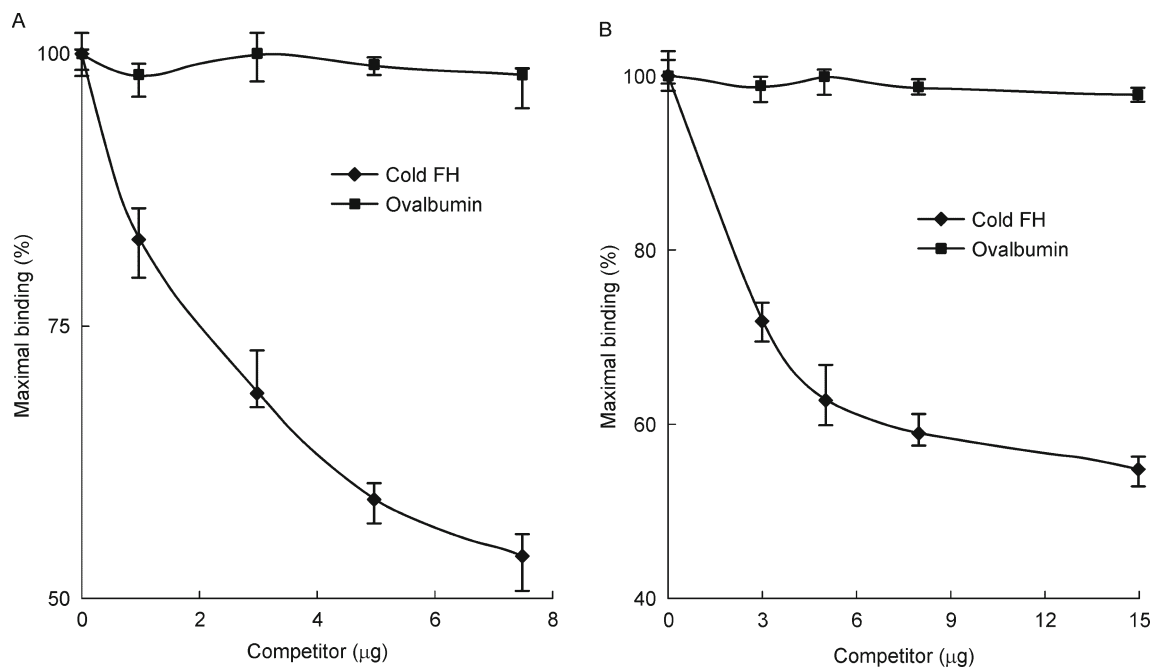 A
Maximal binding (%)
100
75
50
0 2 4 6 8
Competitor (μg)
Cold FH
Ovalbumin
B
Maximal binding (%)
100
80
60
40
0 3 6 9 12 15
Competitor (μg)
Cold FH
Ovalbumin